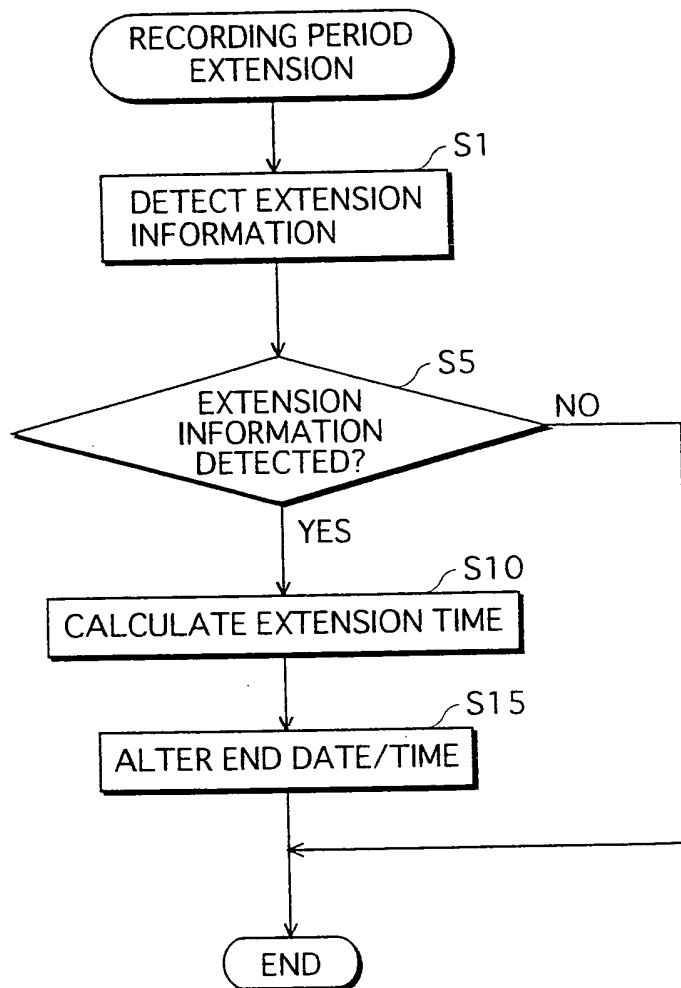 RECORDING PERIOD
EXTENSION
S1
DETECT EXTENSION
INFORMATION
S5
EXTENSION
INFORMATION
DETECTED?
NO
YES
S10
CALCULATE EXTENSION TIME
S15
ALTER END DATE/TIME
END